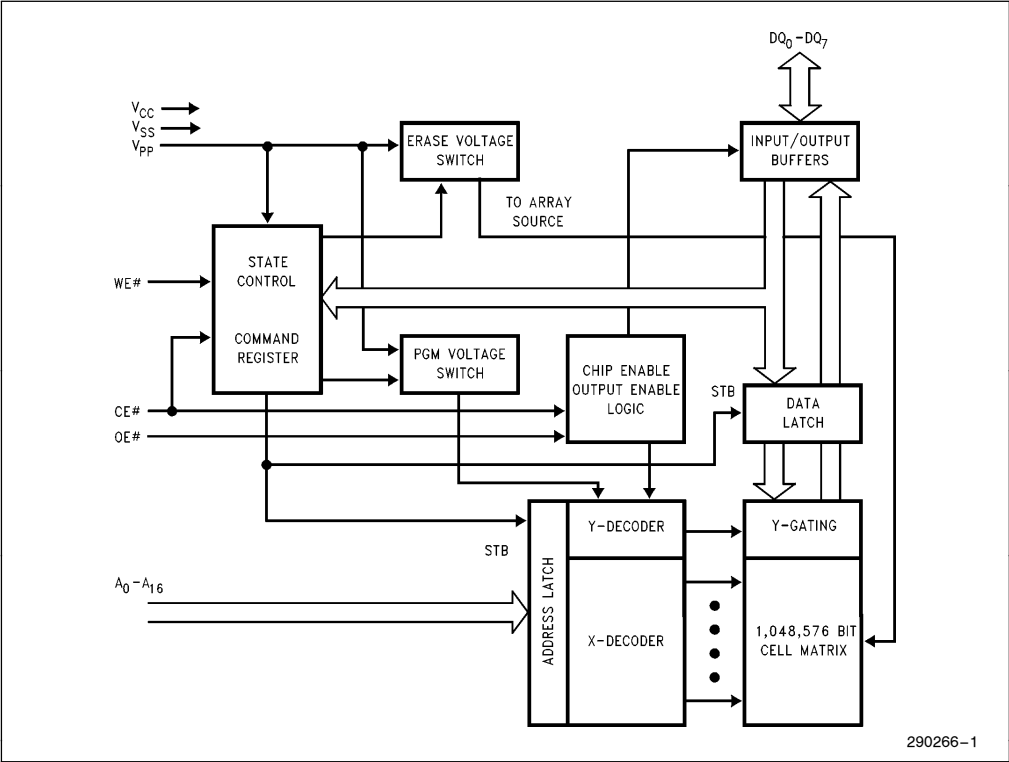 DQ0-DQ7
VCC
VSS
VPP
ERASE VOLTAGE
SWITCH
INPUT/OUTPUT
BUFFERS
TO ARRAY
SOURCE
STATE
CONTROL
WE#
COMMAND
REGISTER
PGM VOLTAGE
SWITCH
CHIP ENABLE
OUTPUT ENABLE
LOGIC
STB
DATA
LATCH
CE#
OE#
Y-DECODER
Y-GATING
STB
A0-A16
ADDRESS LATCH
X-DECODER
1,048,576 BIT
CELL MATRIX
290266-1